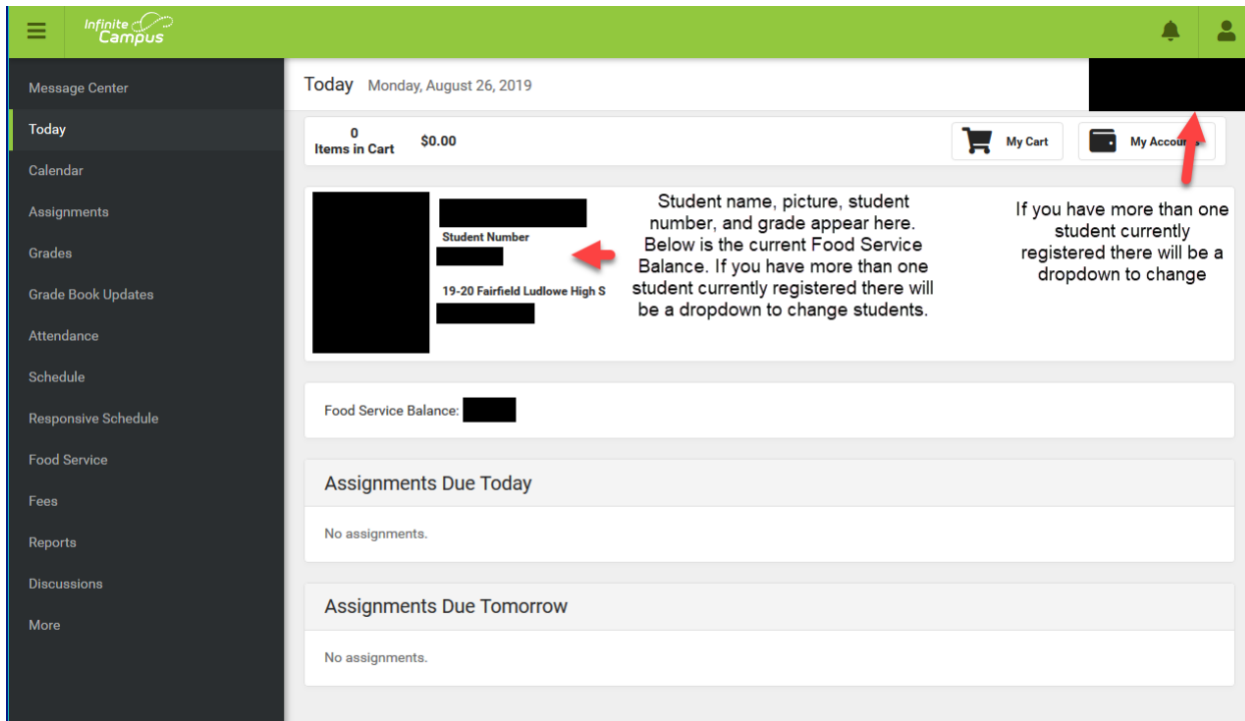 Infinite
Campus
Message Center
Today
Calendar
Assignments
Grades
Grade Book Updates
Attendance
Schedule
Responsive Schedule
Food Service
Fees
Reports
Discussions
More
Today Monday, August 26, 2019
0
Items in Cart
$0.00
My Cart
My Accounts
Student Number
19-20 Fairfield Ludlowe High S
Student name, picture, student
number, and grade appear here.
Below is the current Food Service
Balance. If you have more than one
student currently registered there will
be a dropdown to change students.
If you have more than one
student currently
registered there will be a
dropdown to change
Food Service Balance:
Assignments Due Today
No assignments.
Assignments Due Tomorrow
No assignments.